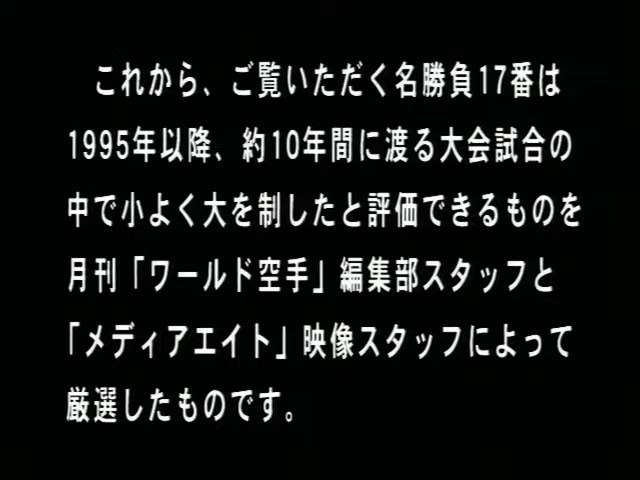 これから、ご覧いただく名勝負17番は
1995年以降、約10年間に渡る大会試合の
中で小よく大を制したと評価できるものを
月刊「ワールド空手」編集部スタッフと
「メディアエイト」映像スタッフによって
厳選したものです。